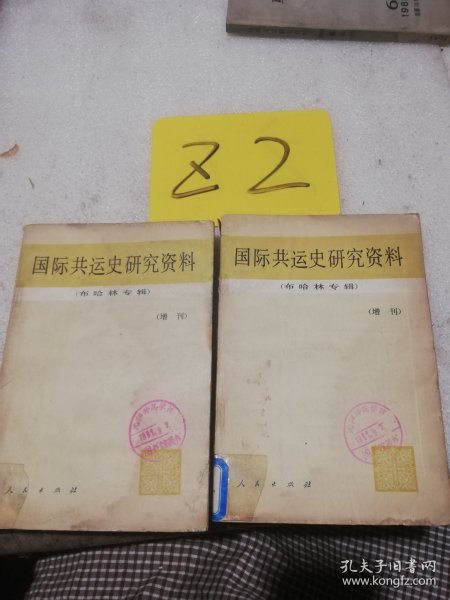 6
198
Z2
国际共运史研究资料
(布哈林专辑)
(增刊)
人民出版社
国际共运史研究资料
(布哈林专辑)
(增刊)
人民出版社
孔夫子旧书网
www.kongfz.com